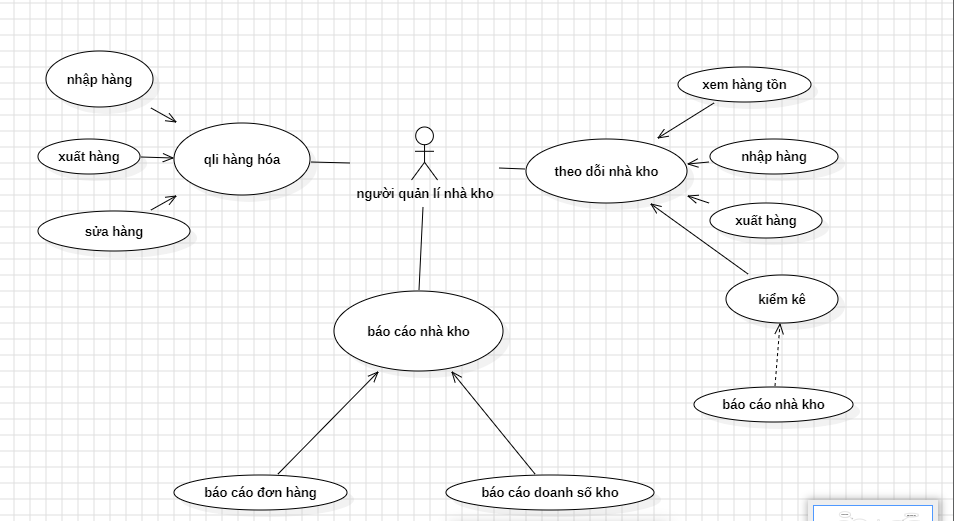 nhập hàng
xem hàng tồn
xuất hàng
qli hàng hóa
nhập hàng
theo dỗi nhà kho
người quản lí nhà kho
sửa hàng
xuất hàng
kiểm kê
báo cáo nhà kho
báo cáo nhà kho
báo cáo đơn hàng
báo cáo doanh số kho